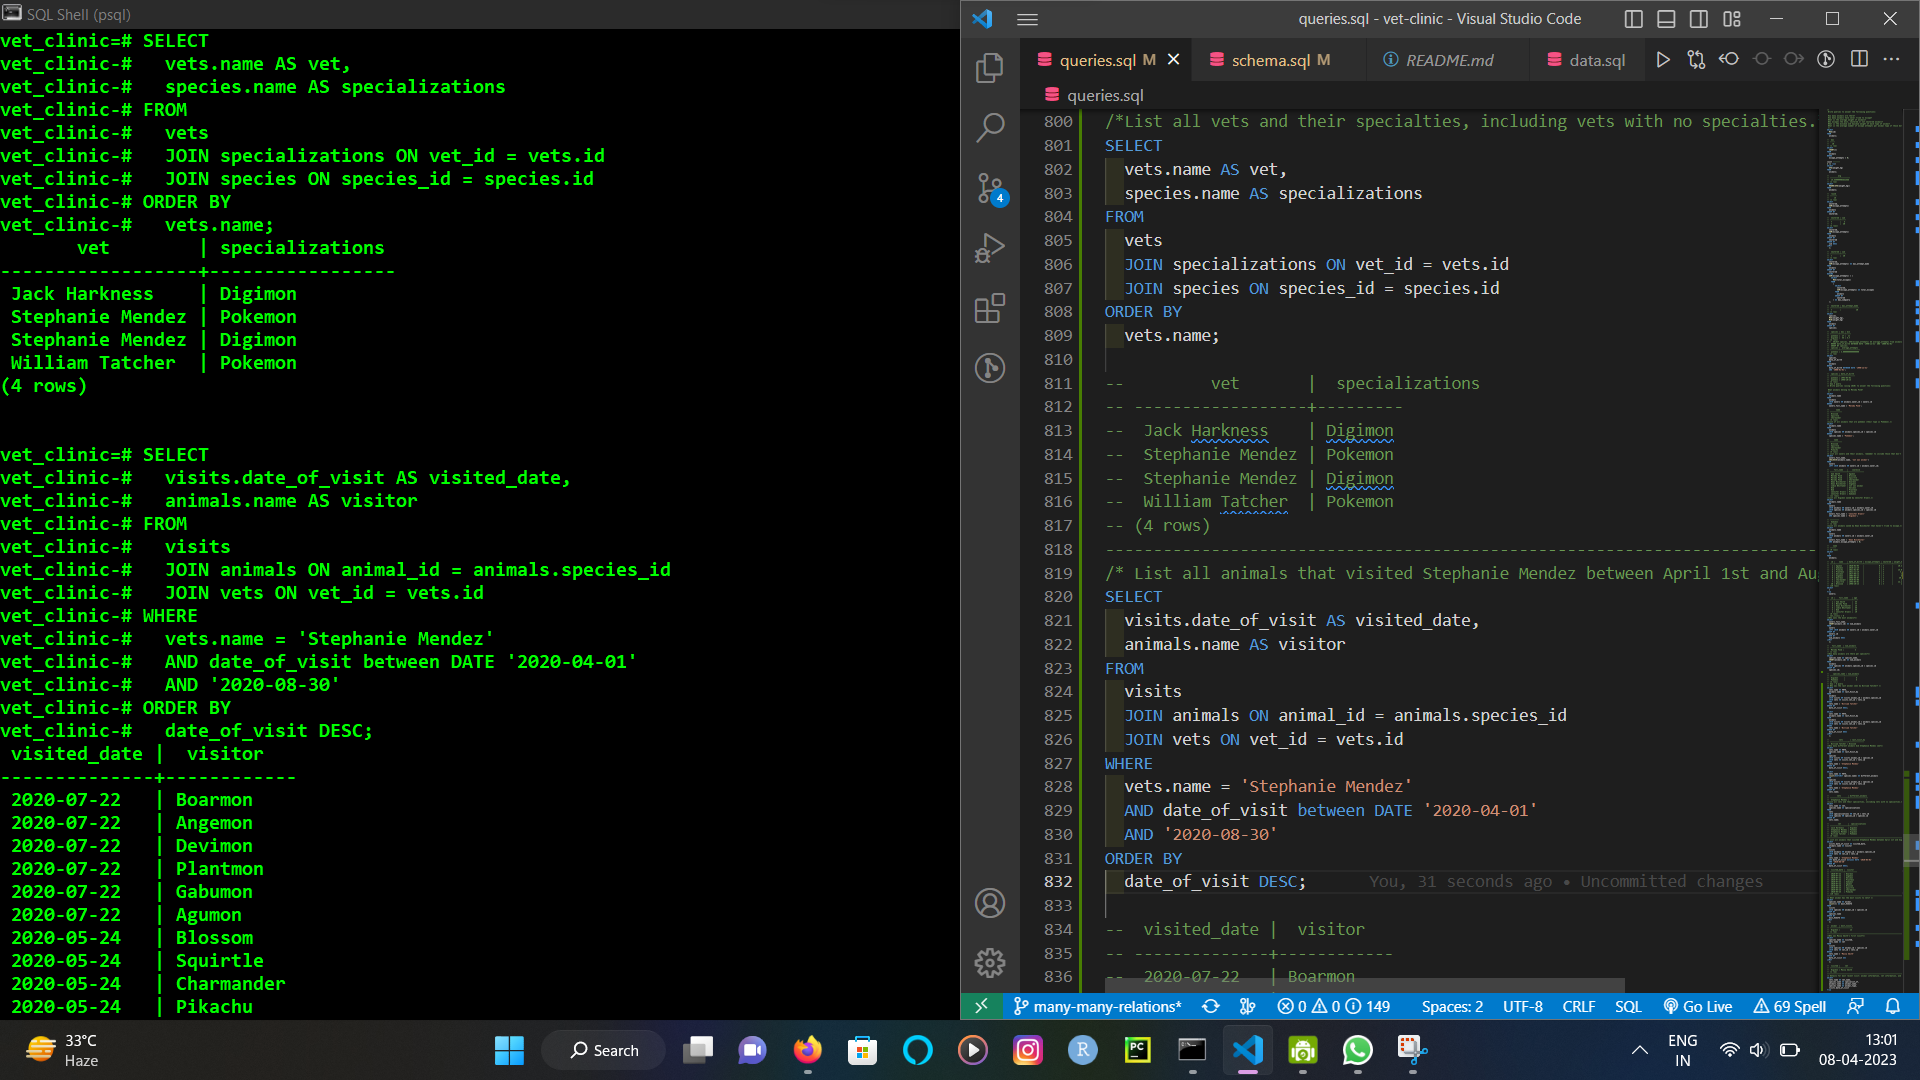 SQL Shell (psql)
vet_clinic=# SELECT
vet_clinic-#   vets.name AS vet,
vet_clinic-#   species.name AS specializations
vet_clinic-# FROM
vet_clinic-#   vets
vet_clinic-#   JOIN specializations ON vet_id = vets.id
vet_clinic-#   JOIN species ON species_id = species.id
vet_clinic-# ORDER BY
vet_clinic-#   vets.name;
       vet        | specializations
------------------+-----------------
 Jack Harkness    | Digimon
 Stephanie Mendez | Pokemon
 Stephanie Mendez | Digimon
 William Tatcher  | Pokemon
(4 rows)
vet_clinic=# SELECT
vet_clinic-#   visits.date_of_visit AS visited_date,
vet_clinic-#   animals.name AS visitor
vet_clinic-# FROM
vet_clinic-#   visits
vet_clinic-#   JOIN animals ON animal_id = animals.species_id
vet_clinic-#   JOIN vets ON vet_id = vets.id
vet_clinic-# WHERE
vet_clinic-#   vets.name = 'Stephanie Mendez'
vet_clinic-#   AND date_of_visit between DATE '2020-04-01'
vet_clinic-#   AND '2020-08-30'
vet_clinic-# ORDER BY
vet_clinic-#   date_of_visit DESC;
 visited_date |  visitor
--------------+------------
 2020-07-22   | Boarmon
 2020-07-22   | Angemon
 2020-07-22   | Devimon
 2020-07-22   | Plantmon
 2020-07-22   | Gabumon
 2020-07-22   | Agumon
 2020-05-24   | Blossom
 2020-05-24   | Squirtle
 2020-05-24   | Charmander
 2020-05-24   | Pikachu
queries.sql - vet-clinic - Visual Studio Code
queries.sql M
schema.sql M
README.md
data.sql
queries.sql
800 /*List all vets and their specialties, including vets with no specialties.
801 SELECT
802   vets.name AS vet,
803   species.name AS specializations
804 FROM
805   vets
806   JOIN specializations ON vet_id = vets.id
807   JOIN species ON species_id = species.id
808 ORDER BY
809   vets.name;
810
811 --         vet       |  specializations
812 -- ------------------+---------
813 --  Jack Harkness    | Digimon
814 --  Stephanie Mendez | Pokemon
815 --  Stephanie Mendez | Digimon
816 --  William Tatcher  | Pokemon
817 -- (4 rows)
818 --------------------------------------------------------------------------
819 /* List all animals that visited Stephanie Mendez between April 1st and Au
820 SELECT
821   visits.date_of_visit AS visited_date,
822   animals.name AS visitor
823 FROM
824   visits
825   JOIN animals ON animal_id = animals.species_id
826   JOIN vets ON vet_id = vets.id
827 WHERE
828   vets.name = 'Stephanie Mendez'
829   AND date_of_visit between DATE '2020-04-01'
830   AND '2020-08-30'
831 ORDER BY
832   date_of_visit DESC;      You, 31 seconds ago • Uncommitted changes
833
834 --  visited_date |  visitor
835 -- --------------+------------
836 --  2020-07-22   | Boarmon
4
many-many-relations*
0 0 149
Spaces: 2
UTF-8
CRLF
SQL
Go Live
69 Spell
33°C
Haze
Search
R
PC
ENG
IN
13:01
08-04-2023